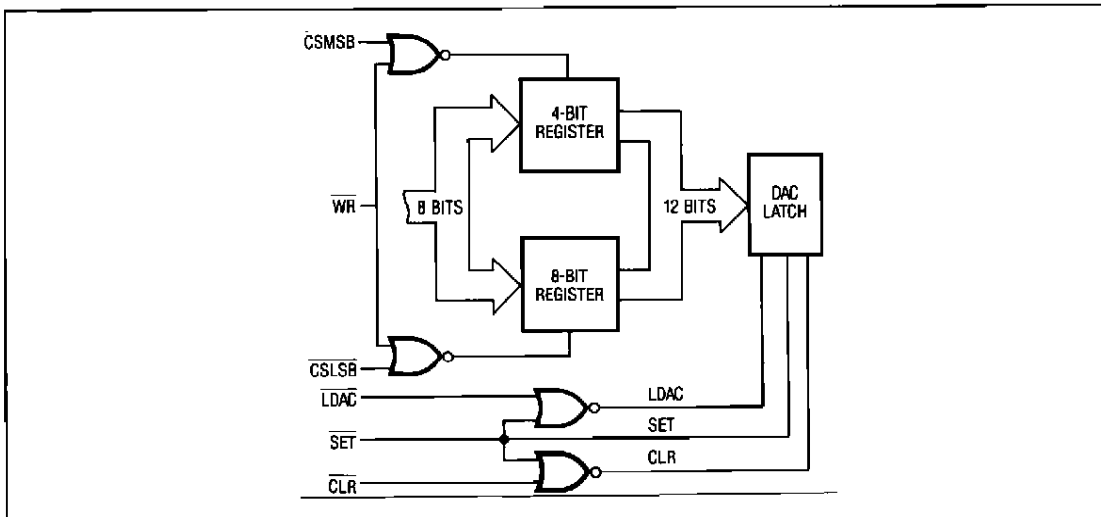 CSMSB
4-BIT
REGISTER
WR
8 BITS
12 BITS
DAC
LATCH
8-BIT
REGISTER
CSLSB
LDAC
LDAC
SET
SET
CLR
CLR